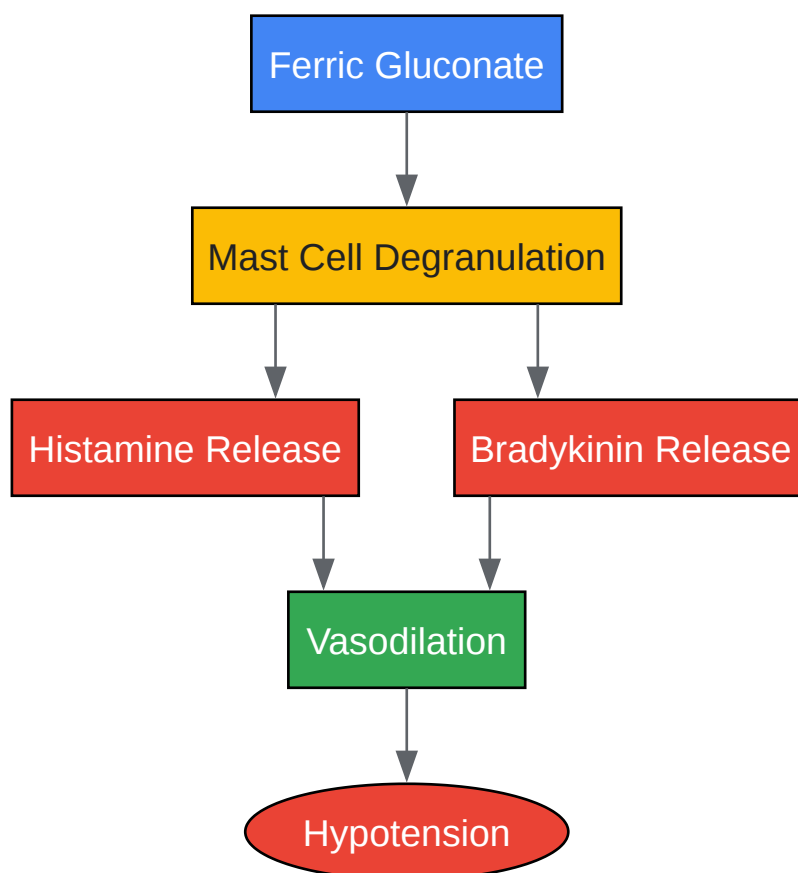 Ferric Gluconate
Mast Cell Degranulation
Histamine Release
Bradykinin Release
Vasodilation
Hypotension